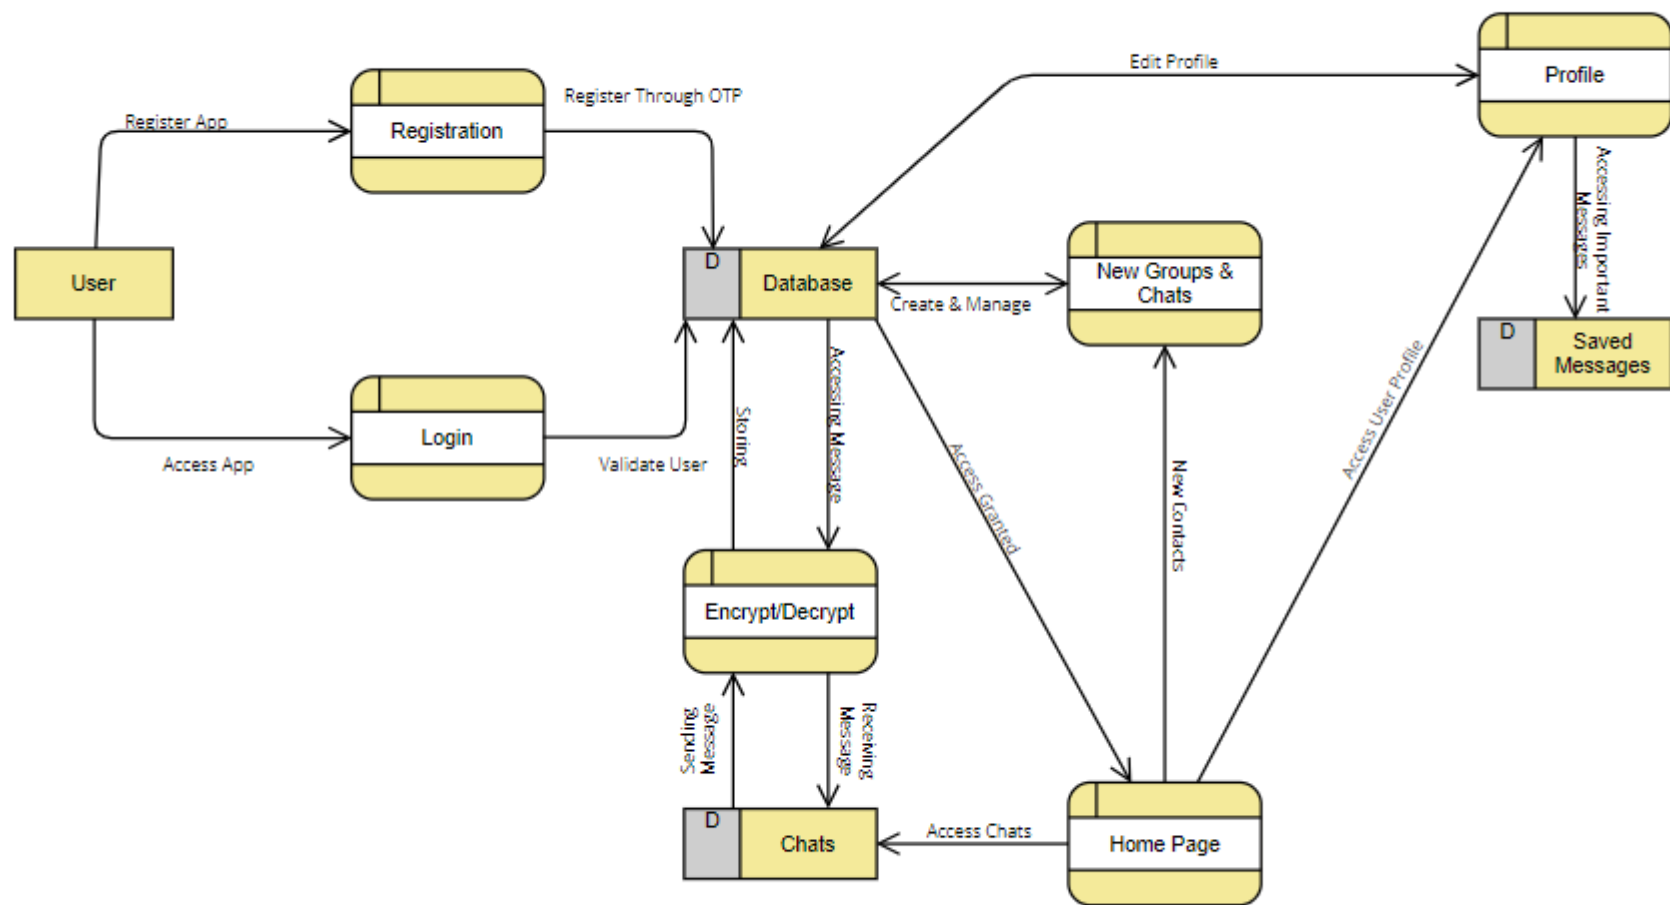 Edit Profile
Profile
Register Through OTP
Register App
Registration
Accessing Important
Messages
User
D
Database
New Groups &
Chats
Create & Manage
D
Saved
Messages
Login
Access App
Validate User
Storing
Accessing Message
Access Granted
New Contacts
Access User Profile
Encrypt/Decrypt
Sending
Message
Receiving
Message
D
Chats
Access Chats
Home Page